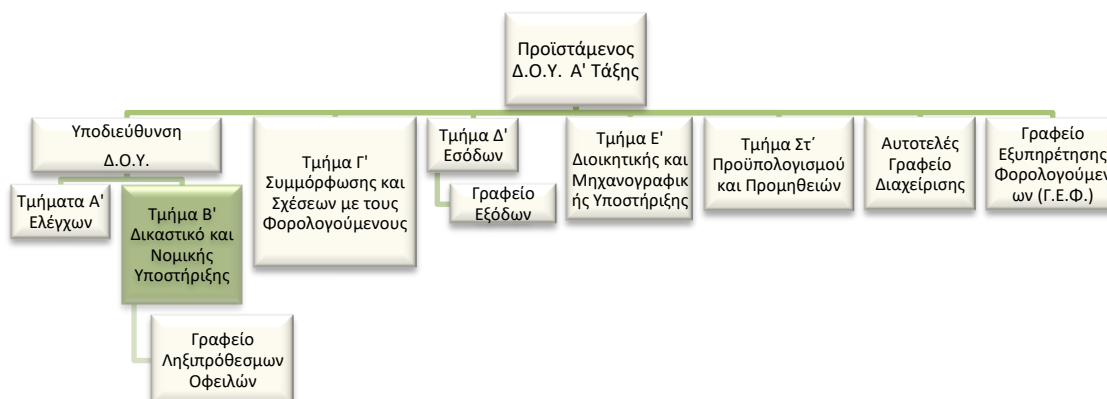 Προϊστάμενος
Δ.Ο.Υ. Α' Τάξης
Υποδιεύθυνση
Δ.Ο.Υ.
Τμήματα Α'
Ελέγχων
Τμήμα Β'
Δικαστικό και
Νομικής
Υποστήριξης
Γραφείο
Ληξιπρόθεσμων
Οφειλών
Τμήμα Γ'
Συμμόρφωσης και
Σχέσεων με τους
Φορολογούμενους
Τμήμα Δ'
Εσόδων
Γραφείο
Εξόδων
Τμήμα Ε'
Διοικητικής και
Μηχανογραφικ
ής Υποστήριξης
Τμήμα Στ΄
Προϋπολογισμού
και Προμηθειών
Αυτοτελές
Γραφείο
Διαχείρισης
Γραφείο
Εξυπηρέτησης
Φορολογούμεν
ων (Γ.Ε.Φ.)